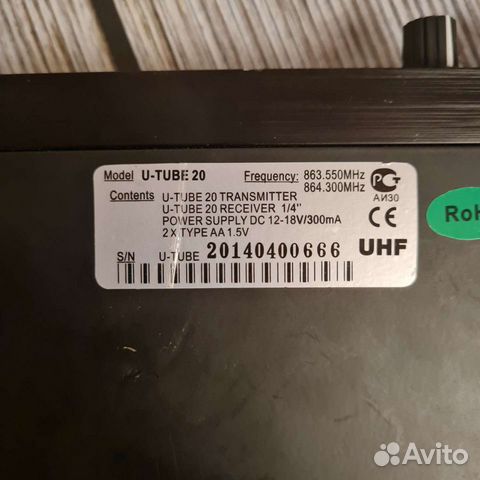 Model U-TUBE 20 Frequency: 863.550MHz
864.300MHz
Contents U-TUBE 20 TRANSMITTER
U-TUBE 20 RECEIVER 1/4"
POWER SUPPLY DC 12-18V/300mA
2 X TYPE AA 1.5V
АИ30
CE
S/N U-TUBE 20140400666 UHF
RoH
Avito